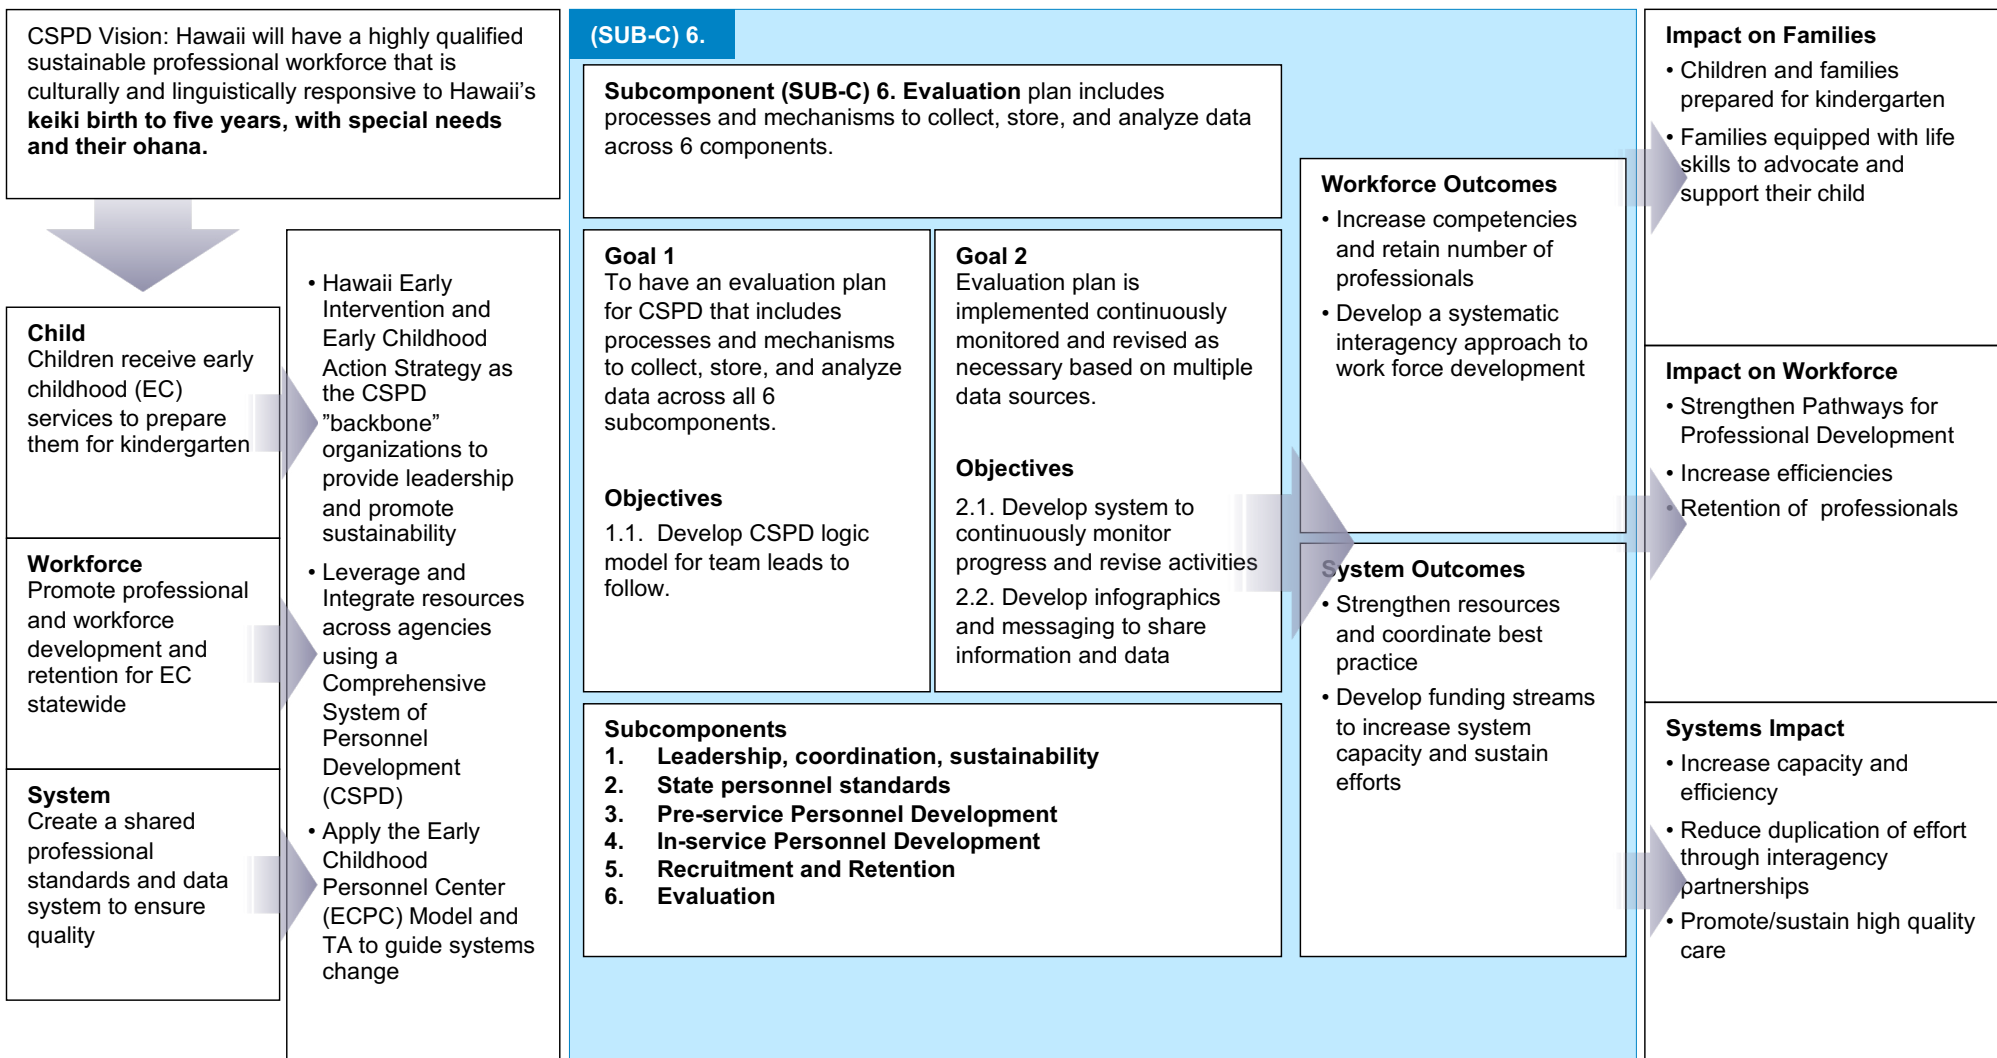 CSPD Vision: Hawaii will have a highly qualified
sustainable professional workforce that is
culturally and linguistically responsive to Hawaii's
keiki birth to five years, with special needs
and their ohana.
Child
Children receive early
childhood (EC)
services to prepare
them for kindergarten
Workforce
Promote professional
and workforce
development and
retention for EC
statewide
System
Create a shared
professional
standards and data
system to ensure
quality
• Hawaii Early
Intervention and
Early Childhood
Action Strategy as
the CSPD
”backbone”
organizations to
provide leadership
and promote
sustainability
• Leverage and
Integrate resources
across agencies
using a
Comprehensive
System of
Personnel
Development
(CSPD)
• Apply the Early
Childhood
Personnel Center
(ECPC) Model and
TA to guide systems
change
(SUB-C) 6.
Subcomponent (SUB-C) 6. Evaluation plan includes
processes and mechanisms to collect, store, and analyze data
across 6 components.
Goal 1
To have an evaluation plan
for CSPD that includes
processes and mechanisms
to collect, store, and analyze
data across all 6
subcomponents.
Objectives
1.1. Develop CSPD logic
model for team leads to
follow.
Goal 2
Evaluation plan is
implemented continuously
monitored and revised as
necessary based on multiple
data sources.
Objectives
2.1. Develop system to
continuously monitor
progress and revise activities
2.2. Develop infographics
and messaging to share
information and data
Subcomponents
1. Leadership, coordination, sustainability
2. State personnel standards
3. Pre-service Personnel Development
4. In-service Personnel Development
5. Recruitment and Retention
6. Evaluation
Workforce Outcomes
• Increase competencies
and retain number of
professionals
• Develop a systematic
interagency approach to
work force development
System Outcomes
• Strengthen resources
and coordinate best
practice
• Develop funding streams
to increase system
capacity and sustain
efforts
Impact on Families
• Children and families
prepared for kindergarten
• Families equipped with life
skills to advocate and
support their child
Impact on Workforce
• Strengthen Pathways for
Professional Development
• Increase efficiencies
• Retention of professionals
Systems Impact
• Increase capacity and
efficiency
• Reduce duplication of effort
through interagency
partnerships
• Promote/sustain high quality
care